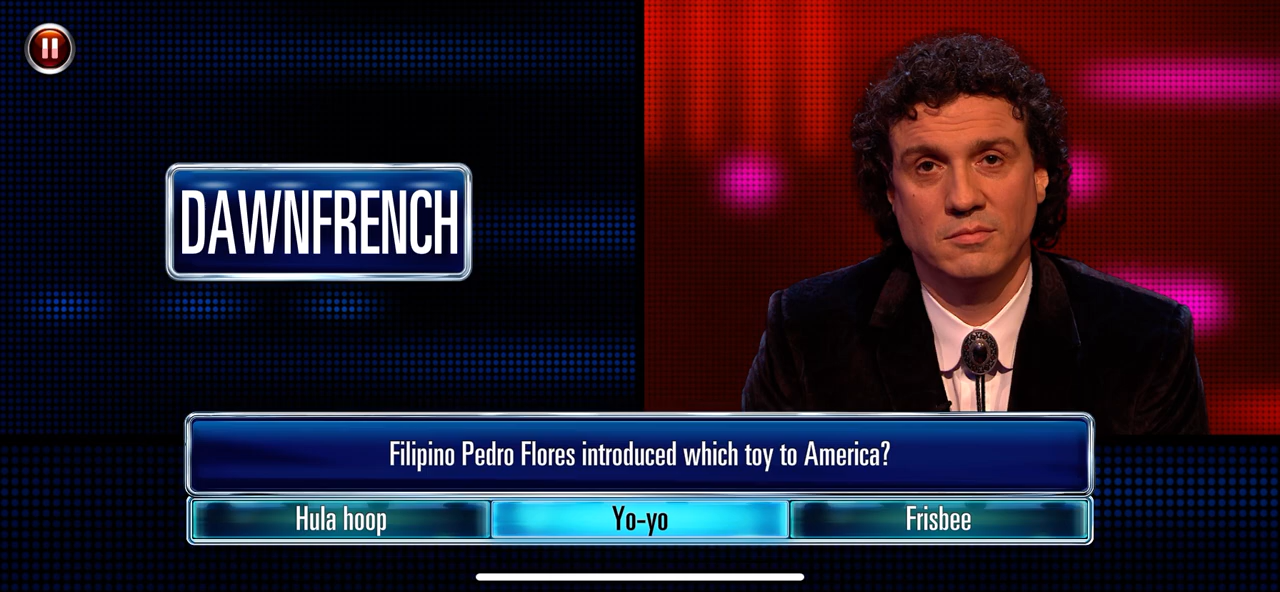 DAWNFRENCH
Filipino Pedro Flores introduced which toy to America?
Hula hoop
Yo-yo
Frisbee